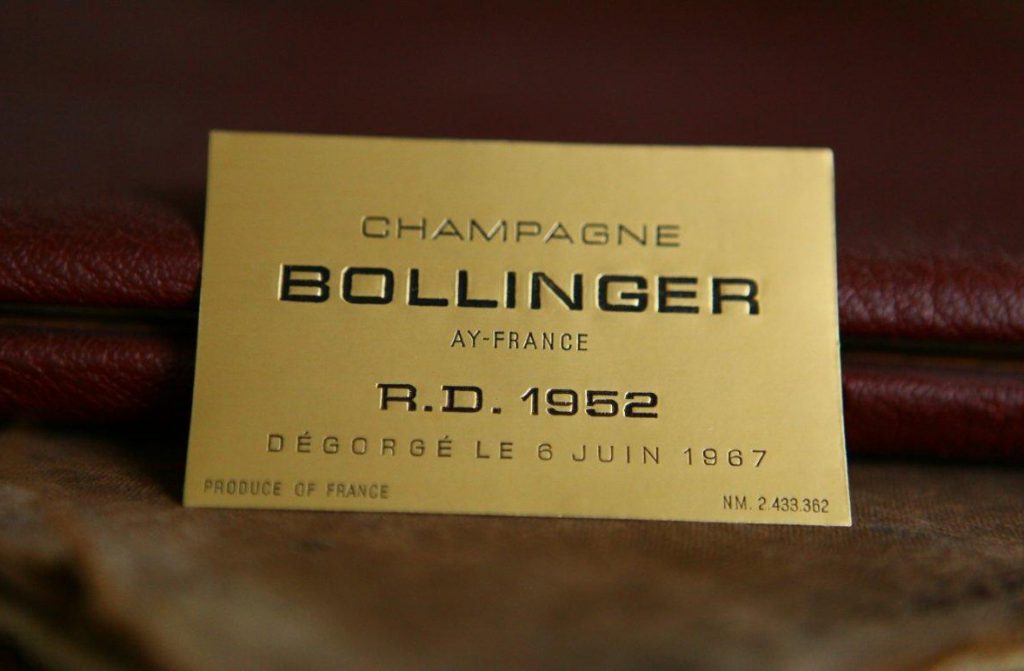 CHAMPAGNE
BOLLINGER
AY-FRANCE
R.D. 1952
DÉGORGÉ LE 6 JUIN 1967
PRODUCE OF FRANCE
NM. 2.433.362